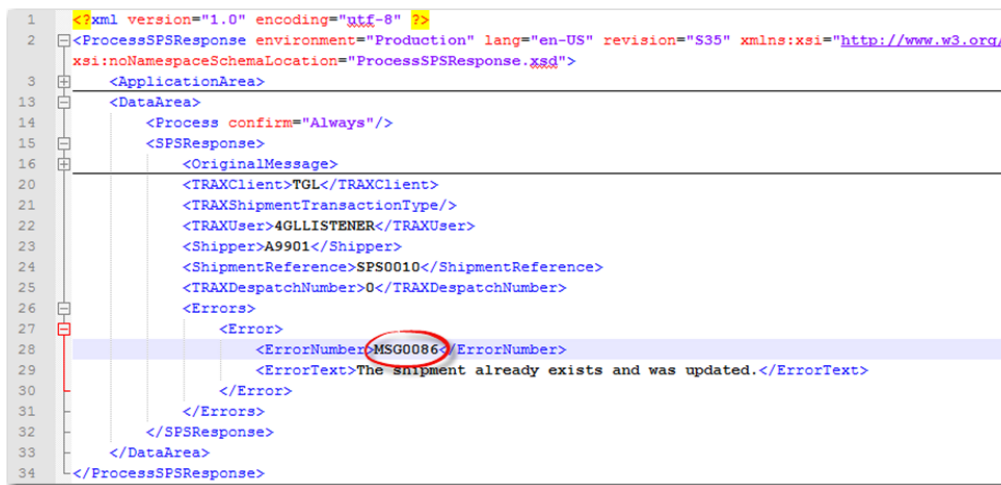 1 <?xml version="1.0" encoding="utf-8" ?>
2 <ProcessSPSResponse environment="Production" lang="en-US" revision="S35" xmlns:xsi="http://www.w3.org/
xsi:noNamespaceSchemaLocation="ProcessSPSResponse.xsd">
3 <ApplicationArea>
13 <DataArea>
14 <Process confirm="Always"/>
15 <SPSResponse>
16 <OriginalMessage>
20 <TRAXClient>TGL</TRAXClient>
21 <TRAXShipmentTransactionType/>
22 <TRAXUser>4GLLISTENER</TRAXUser>
23 <Shipper>A9901</Shipper>
24 <ShipmentReference>SPS0010</ShipmentReference>
25 <TRAXDespatchNumber>0</TRAXDespatchNumber>
26 <Errors>
27 <Error>
28 <ErrorNumber>MSG0086</ErrorNumber>
29 <ErrorText>The shipment already exists and was updated.</ErrorText>
30 </Error>
31 </Errors>
32 </SPSResponse>
33 </DataArea>
34 </ProcessSPSResponse>